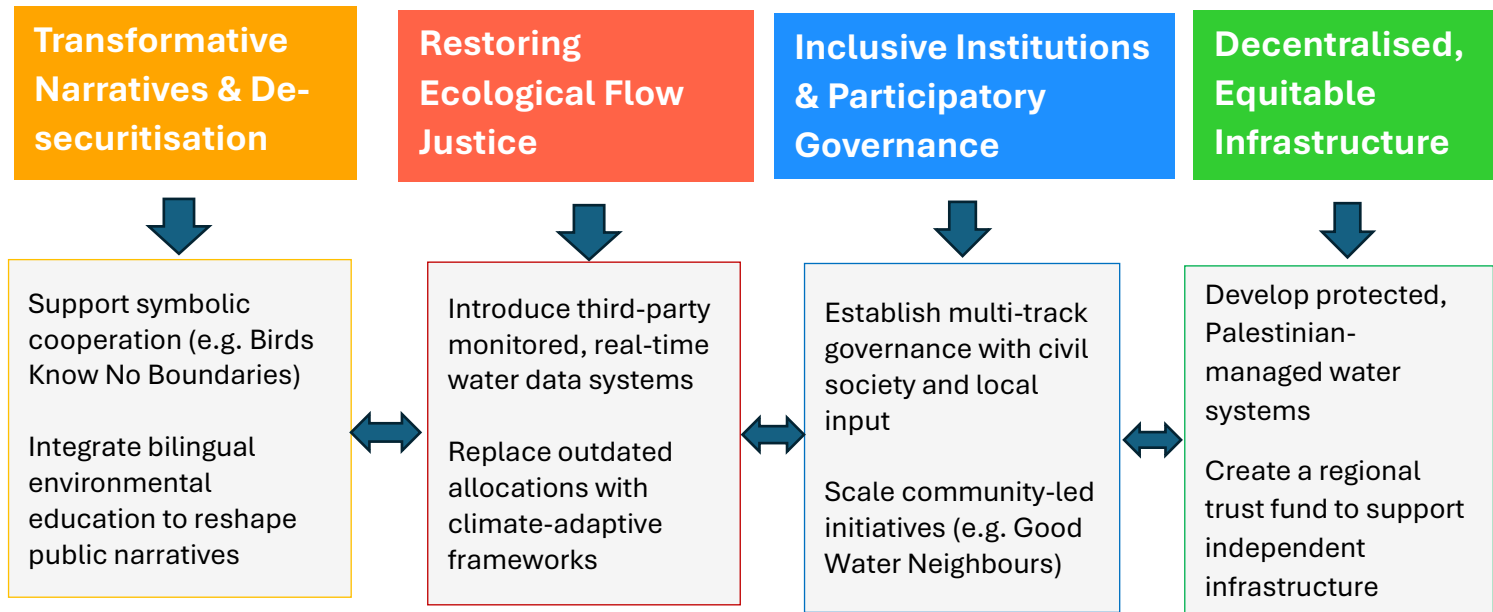 Transformative
Narratives & De-
securitisation
Restoring
Ecological Flow
Justice
Inclusive Institutions
& Participatory
Governance
Decentralised,
Equitable
Infrastructure
Support symbolic
cooperation (e.g. Birds
Know No Boundaries)
Integrate bilingual
environmental
education to reshape
public narratives
Introduce third-party
monitored, real-time
water data systems
Replace outdated
allocations with
climate-adaptive
frameworks
Establish multi-track
governance with civil
society and local
input
Scale community-led
initiatives (e.g. Good
Water Neighbours)
Develop protected,
Palestinian-
managed water
systems
Create a regional
trust fund to support
independent
infrastructure